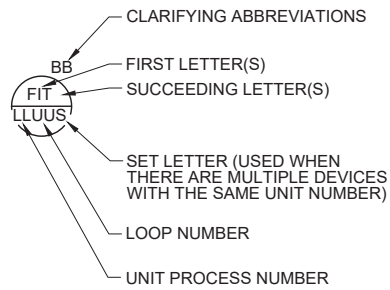 CLARIFYING ABBREVIATIONS
BB
FIRST LETTER(S)
FIT
SUCCEEDING LETTER(S)
LLUUS
SET LETTER (USED WHEN
THERE ARE MULTIPLE DEVICES
WITH THE SAME UNIT NUMBER)
LOOP NUMBER
UNIT PROCESS NUMBER